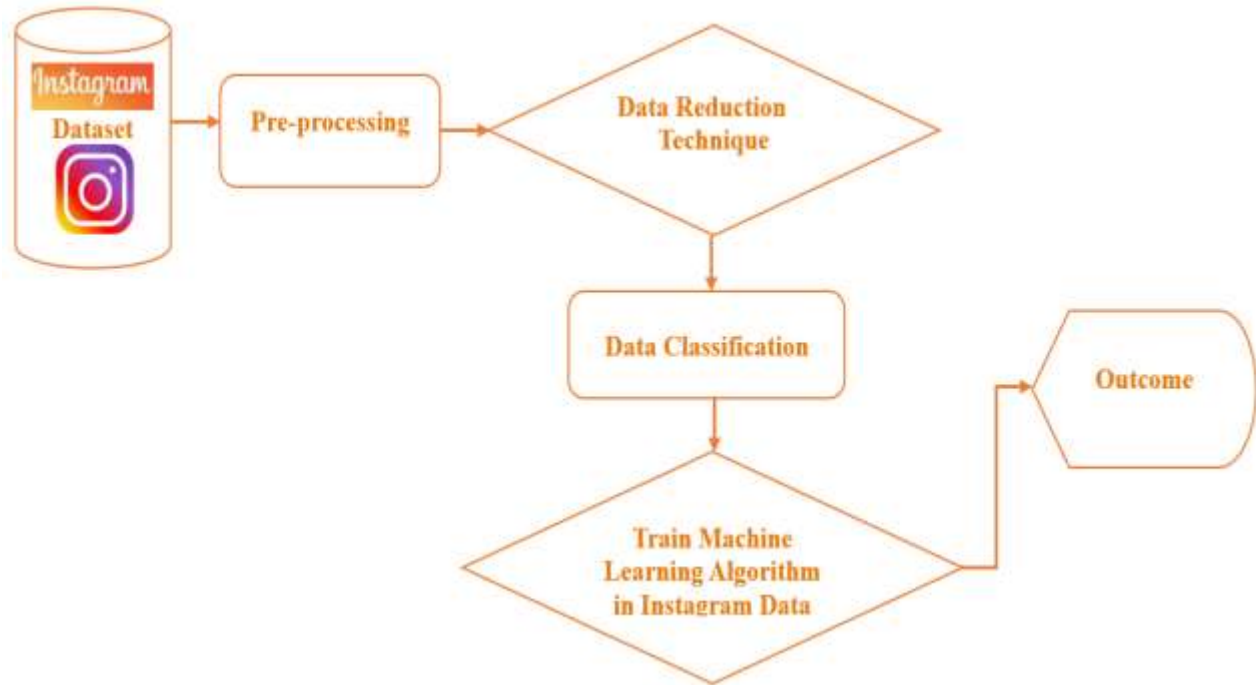 Instagram
Dataset
Pre-processing
Data Reduction
Technique
Data Classification
Outcome
Train Machine
Learning Algorithm
in Instagram Data